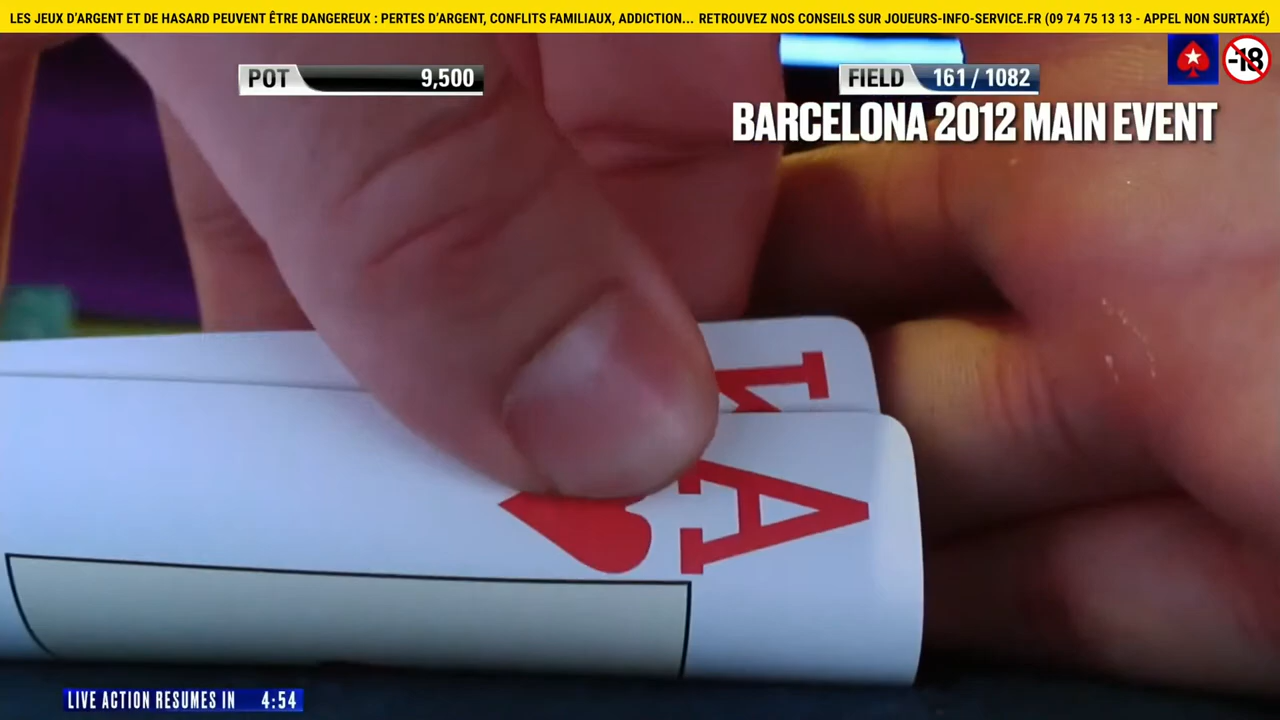 LES JEUX D'ARGENT ET DE HASARD PEUVENT ÊTRE DANGEREUX : PERTES D'ARGENT, CONFLITS FAMILIAUX, ADDICTION... RETROUVEZ NOS CONSEILS SUR JOUEURS-INFO-SERVICE.FR (09 74 75 13 13 - APPEL NON SURTAXÉ)
-18
POT 9,500
FIELD 161 / 1082
BARCELONA 2012 MAIN EVENT
A
LIVE ACTION RESUMES IN 4:54